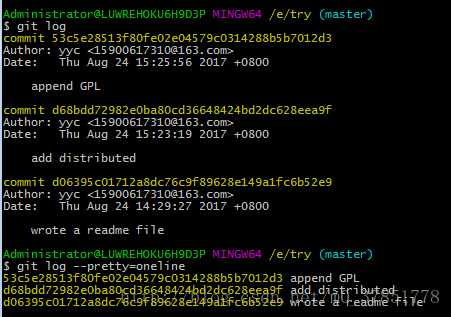 Administrator@LUWREHOKU6H9D3P MINGW64 /e/try (master)
$ git log
commit 53c5e28513f80fe02e04579c0314288b5b7012d3
Author: yyc <15900617310@163.com>
Date:   Thu Aug 24 15:25:56 2017 +0800
append GPL
commit d68bdd72982e0ba80cd36648424bd2dc628eea9f
Author: yyc <15900617310@163.com>
Date:   Thu Aug 24 15:23:19 2017 +0800
add distributed
commit d06395c01712a8dc76c9f89628e149a1fc6b52e9
Author: yyc <15900617310@163.com>
Date:   Thu Aug 24 14:29:27 2017 +0800
wrote a readme file
Administrator@LUWREHOKU6H9D3P MINGW64 /e/try (master)
$ git log --pretty=oneline
53c5e28513f80fe02e04579c0314288b5b7012d3 append GPL
d68bdd72982e0ba80cd36648424bd2dc628eea9f add distributed
d06395c01712a8dc76c9f89628e149a1fc6b52e9 wrote a readme file